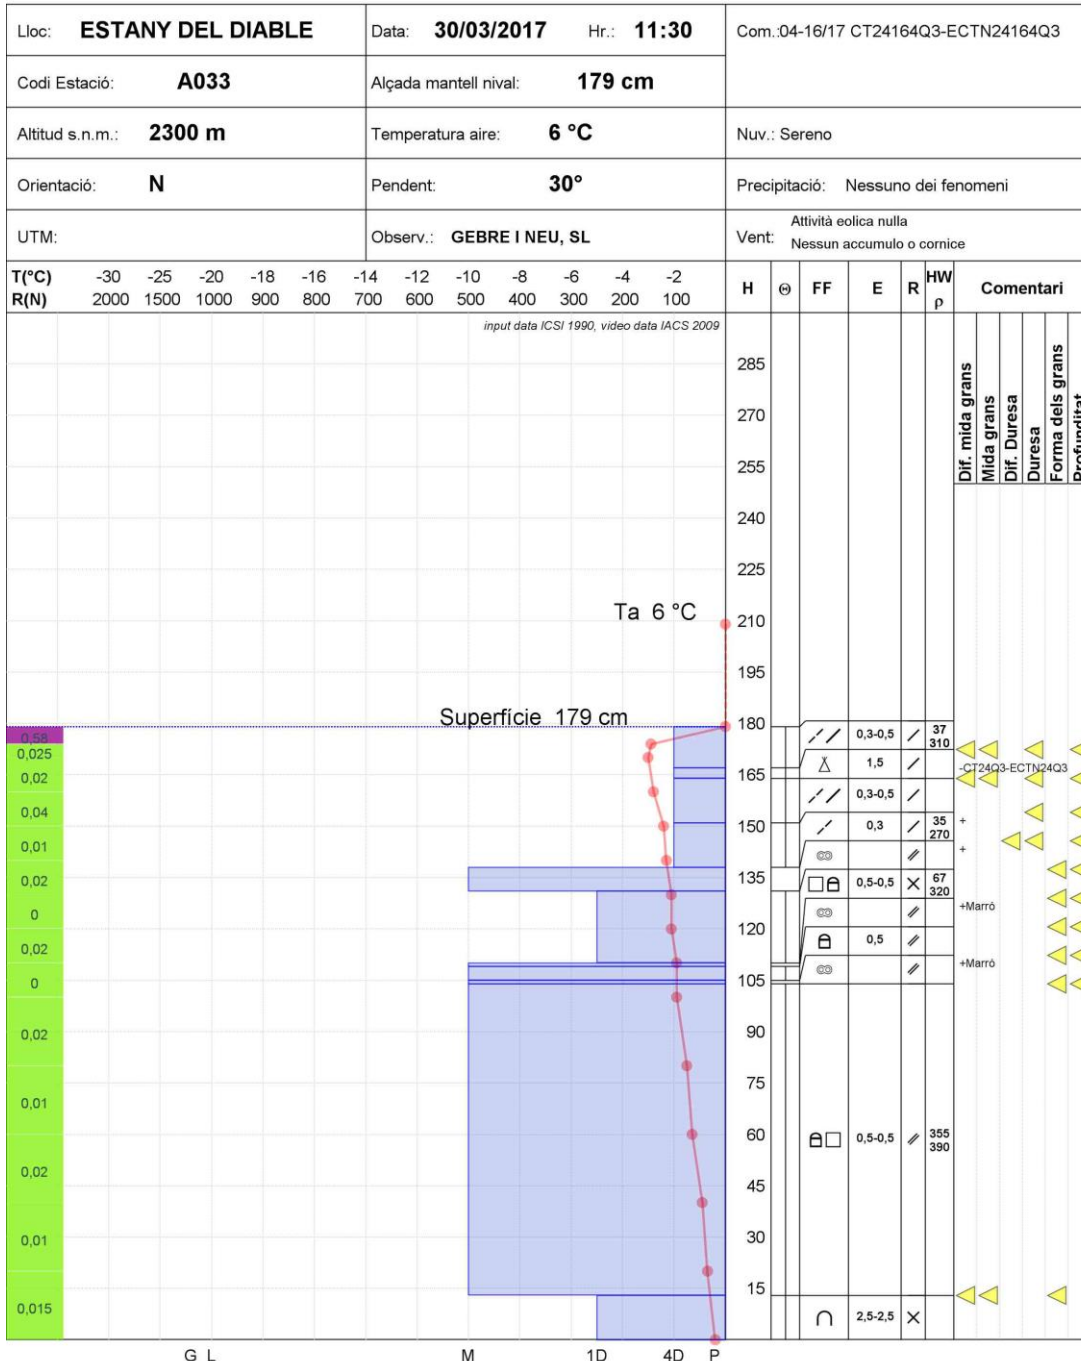 Lloc: ESTANY DEL DIABLE Data: 30/03/2017 Hr.: 11:30 Com.:04-16/17 CT24164Q3-ECTN24164Q3
Codi Estació: A033 Alçada mantell nival: 179 cm
Altitud s.n.m.: 2300 m Temperatura aire: 6 °C Nuv.: Sereno
Orientació: N Pendent: 30° Precipitació: Nessuno dei fenomeni
UTM: Observ.: GEBRE I NEU, SL Vent: Attività eolica nulla
Nessun accumulo o cornice
T(°C) -30 -25 -20 -18 -16 -14 -12 -10 -8 -6 -4 -2
R(N) 2000 1500 1000 900 800 700 600 500 400 300 200 100
H Θ FF E R HW ρ Comentari
input data ICSI 1990, video data IACS 2009
Dif. mida grans
Mida grans
Dif. Duresa
Duresa
Forma dels grans
Profunditat
285
270
255
240
225
Ta 6 °C
210
195
Superfície 179 cm
180
0,3-0,5 37
310
0,58
0,025
1,5 -CT24Q3-ECTN24Q3
165
0,02
0,3-0,5
0,04
150
0,3 35 +
270
0,01 +
135
0,02
0,5-0,5 67
320
0 +Marró
120
0,5
0,02 +Marró
105
0
90
0,02
75
0,01
60
0,5-0,5 355
390
0,02
45
30
0,01
15
0,015
2,5-2,5
G L M 1D 4D P